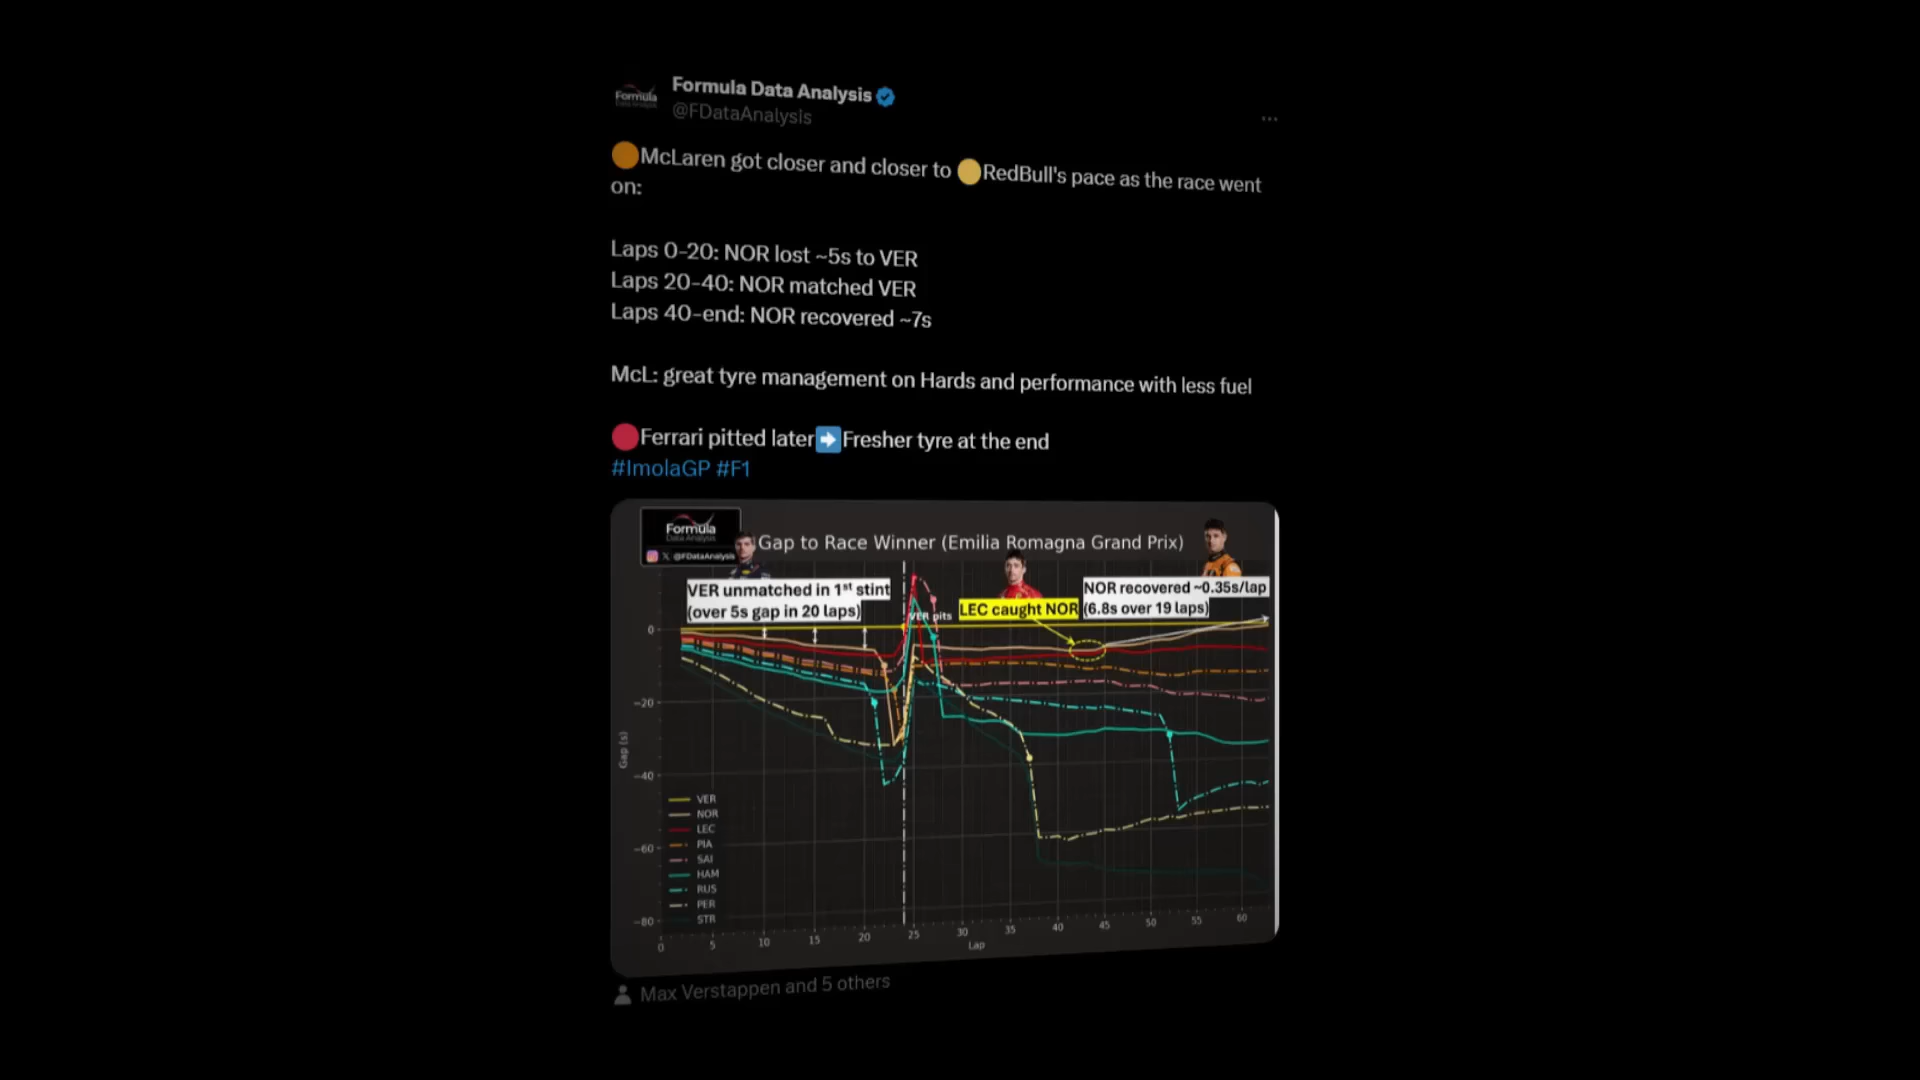 Formula Data Analysis
Formula
@FDataAnalysis
...
McLaren got closer and closer to RedBull's pace as the race went
on:
Laps 0-20: NOR lost ~5s to VER
Laps 20-40: NOR matched VER
Laps 40-end: NOR recovered ~7s
McL: great tyre management on Hards and performance with less fuel
Ferrari pitted later➡Fresher tyre at the end
#ImolaGP #F1
Formula
Data Analysis
X @FDataAnalysis
Gap to Race Winner (Emilia Romagna Grand Prix)
VER unmatched in 1st stint
(over 5s gap in 20 laps)
VER pits
LEC caught NOR
NOR recovered ~0.35s/lap
(6.8s over 19 laps)
0
−20
−40
−60
−80
Gap (s)
VER
NOR
LEC
PIA
SAI
HAM
RUS
PER
STR
0 5 10 15 20 25 30 35 40 45 50 55 60
Lap
Max Verstappen and 5 others